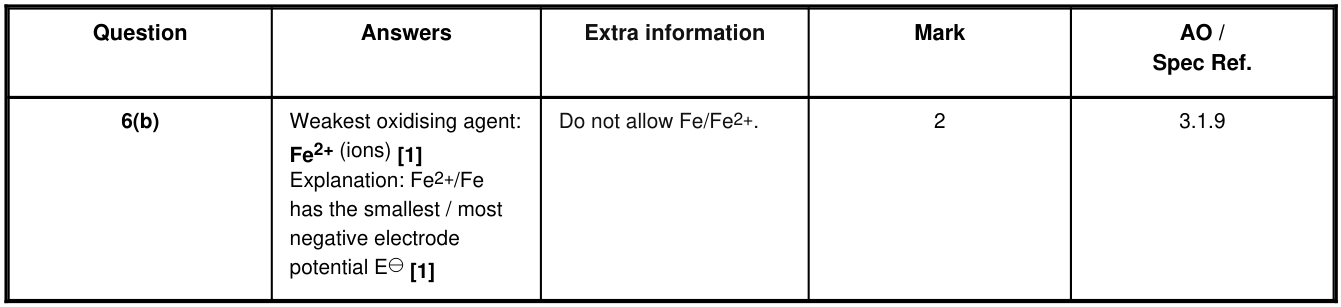 Question Answers Extra information Mark AO /
Spec Ref.
6(b) Weakest oxidising agent: Do not allow Fe/Fe²⁺. 2 3.1.9
Fe²⁺ (ions) [1]
Explanation: Fe²⁺/Fe
has the smallest / most
negative electrode
potential E⊖ [1]